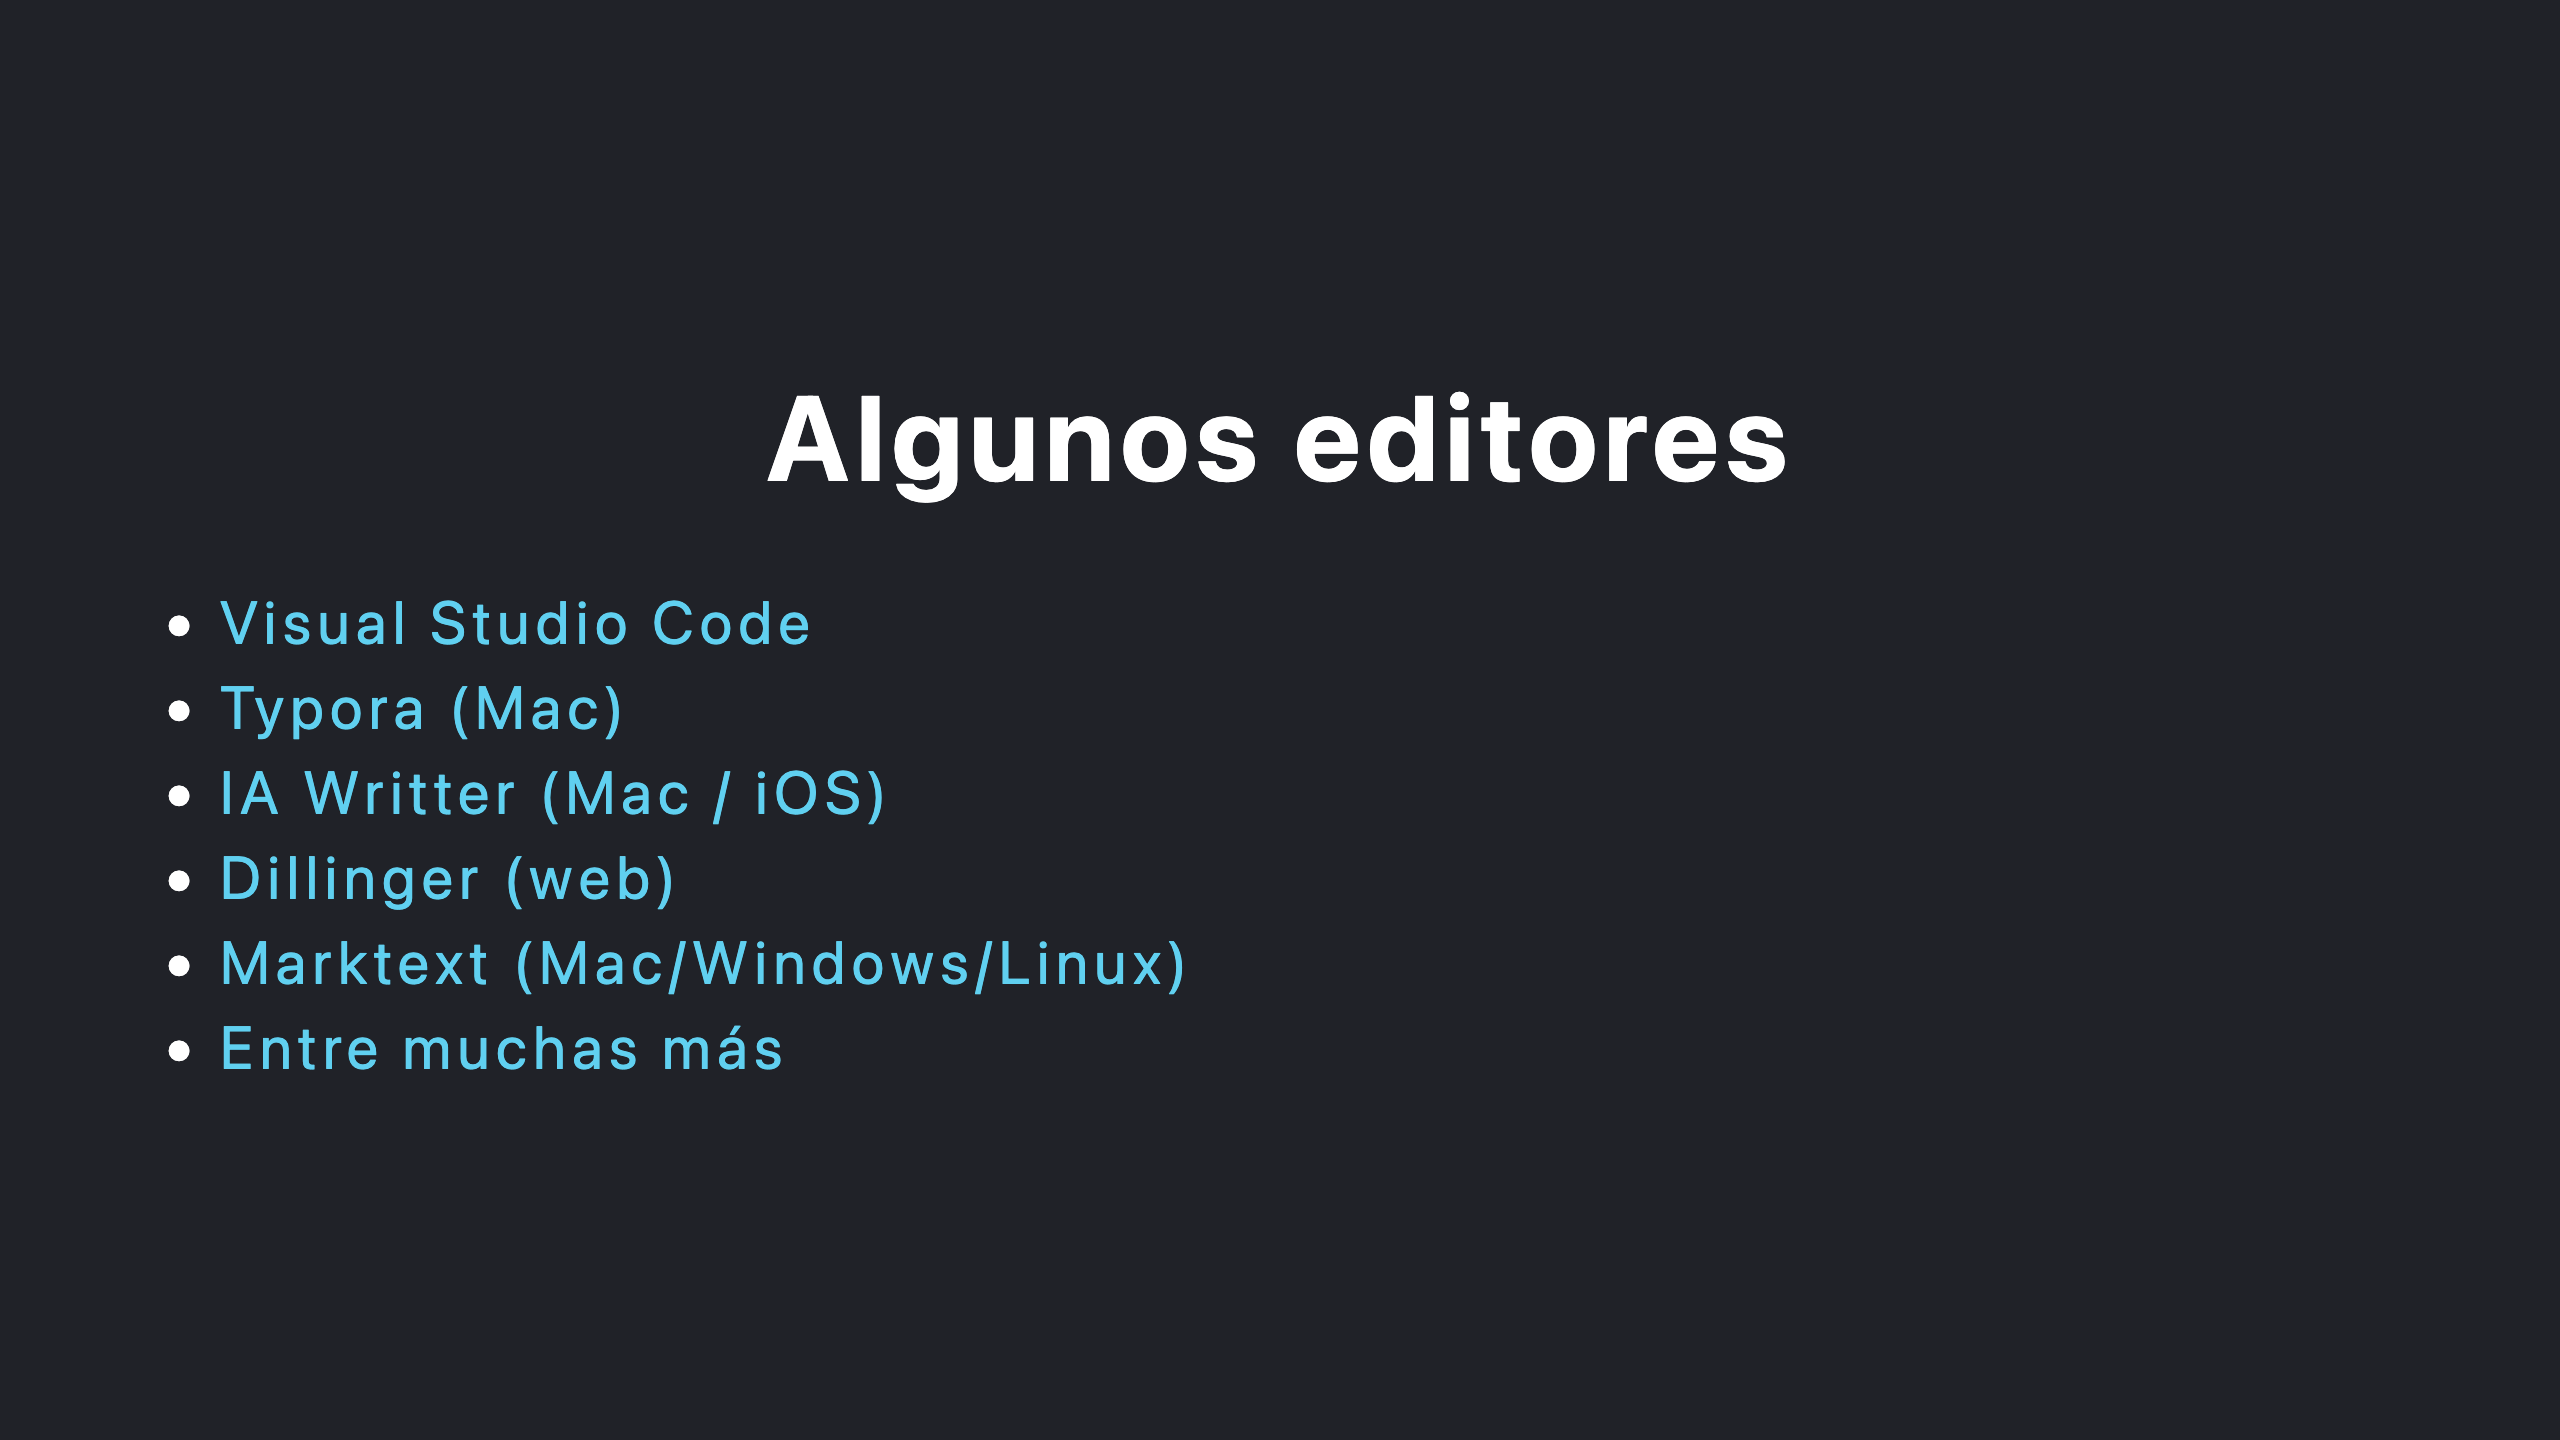 Algunos editores
Visual Studio Code
Typora (Mac)
IA Writter (Mac / iOS)
Dillinger (web)
Marktext (Mac/Windows/Linux)
Entre muchas más